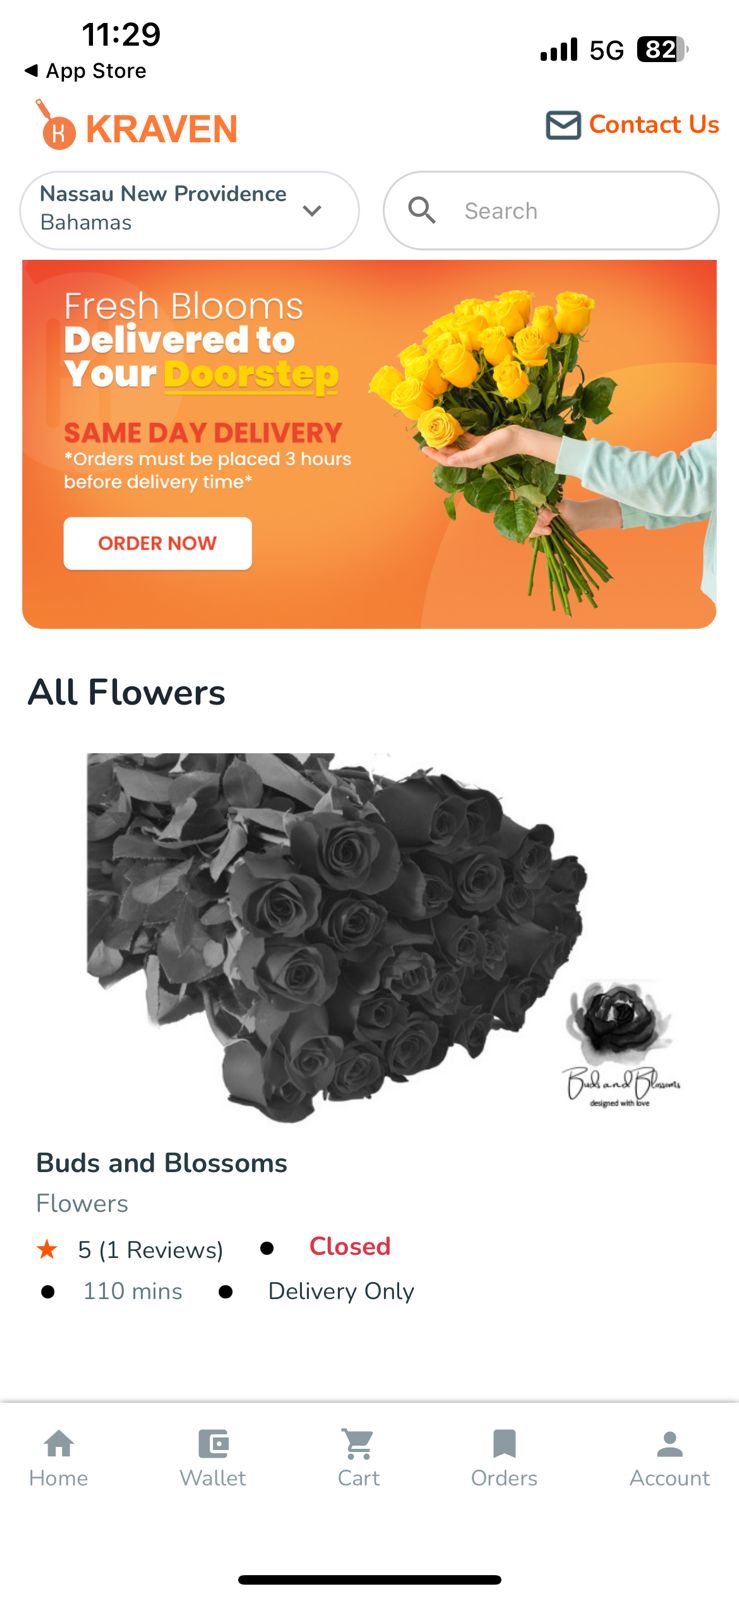 11:29
5G
82
◀ App Store
KRAVEN
Contact Us
Nassau New Providence
Bahamas
Search
Fresh Blooms
Delivered to
Your Doorstep
SAME DAY DELIVERY
*Orders must be placed 3 hours
before delivery time*
ORDER NOW
All Flowers
Buds and Blossoms
designed with love
Buds and Blossoms
Flowers
5 (1 Reviews) ● Closed
● 110 mins ● Delivery Only
Home
Wallet
Cart
Orders
Account